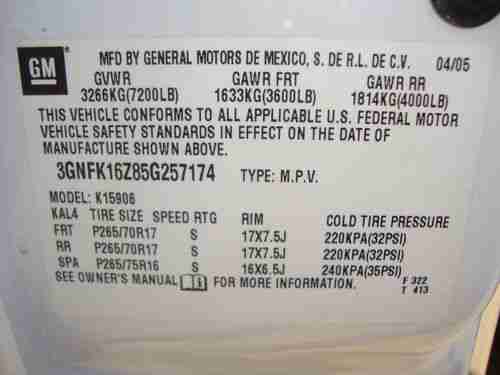 GM
MFD BY GENERAL MOTORS DE MEXICO, S. DE R.L. DE C.V. 04/05
GVWR GAWR FRT GAWR RR
3266KG(7200LB) 1633KG(3600LB) 1814KG(4000LB)
THIS VEHICLE CONFORMS TO ALL APPLICABLE U.S. FEDERAL MOTOR
VEHICLE SAFETY STANDARDS IN EFFECT ON THE DATE OF
MANUFACTURE SHOWN ABOVE.
3GNFK16Z85G257174 TYPE: M.P.V.
MODEL: K15906
KAL4 TIRE SIZE SPEED RTG RIM COLD TIRE PRESSURE
FRT P265/70R17 S 17X7.5J 220KPA(32PSI)
RR P265/70R17 S 17X7.5J 220KPA(32PSI)
SPA P265/75R16 S 16X6.5J 240KPA(35PSI)
SEE OWNER'S MANUAL FOR MORE INFORMATION. F 322
T 413